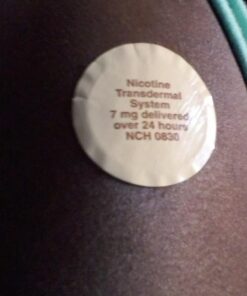 Nicotine
Transdermal
System
7 mg delivered
over 24 hours
NCH 0830